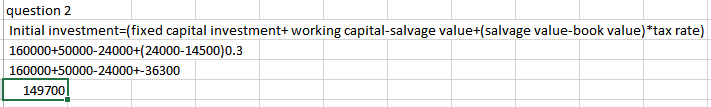 question 2
Initial investment=(fixed capital investment+ working capital-salvage value+(salvage value-book value)*tax rate)
160000+50000-24000+(24000-14500)0.3
160000+50000-24000+-36300
149700